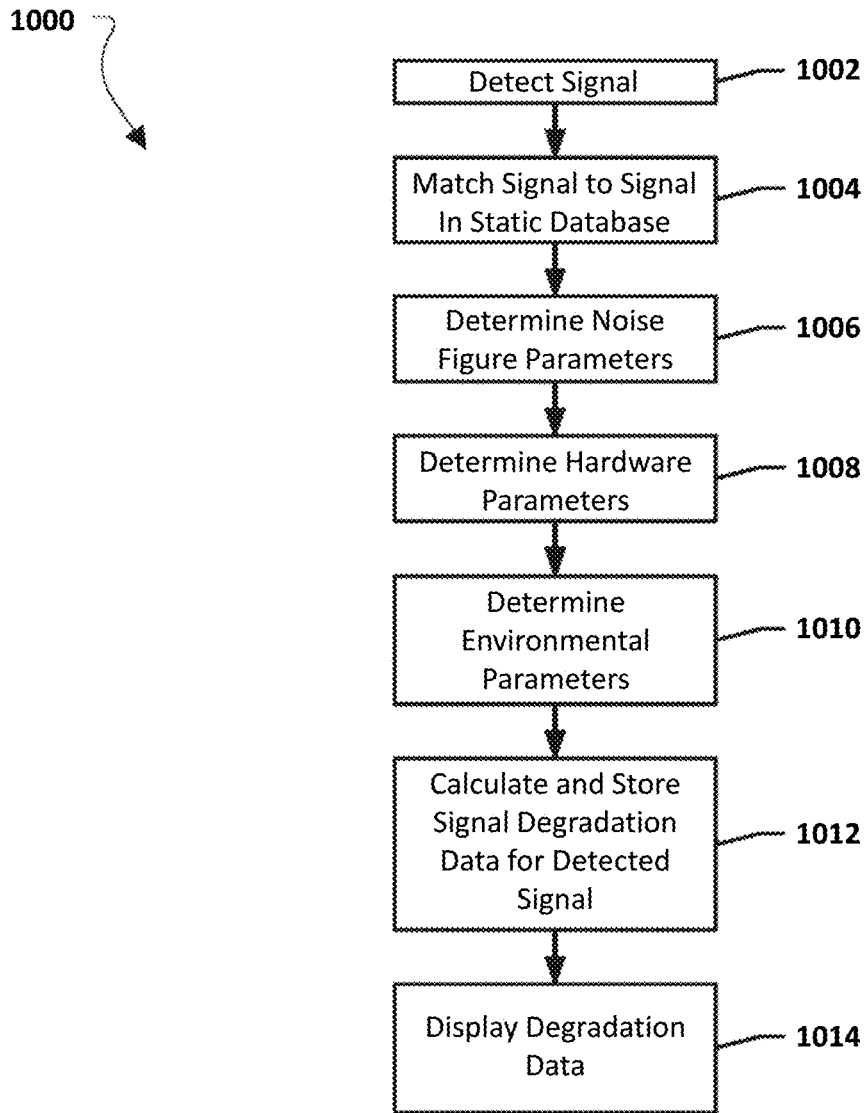 1000
Detect Signal
1002
Match Signal to Signal
In Static Database
1004
Determine Noise
Figure Parameters
1006
Determine Hardware
Parameters
1008
Determine
Environmental
Parameters
1010
Calculate and Store
Signal Degradation
Data for Detected
Signal
1012
Display Degradation
Data
1014